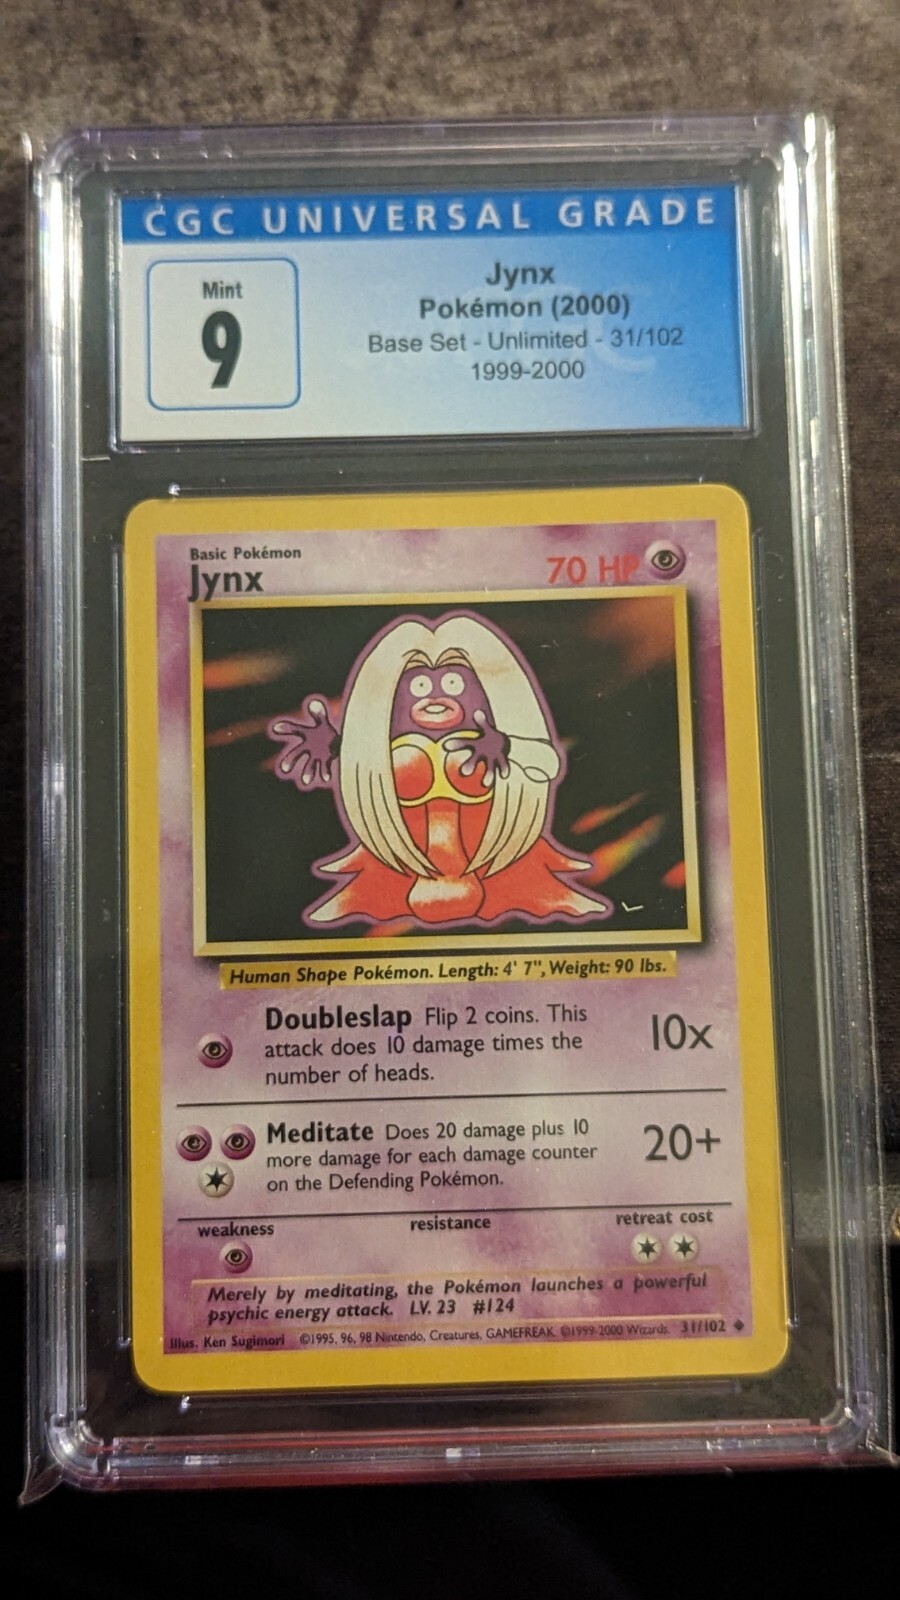 CGC UNIVERSAL GRADE
Mint
9
Jynx
Pokémon (2000)
Base Set - Unlimited - 31/102
1999-2000
Basic Pokémon
Jynx
70 HP
Human Shape Pokémon. Length: 4' 7", Weight: 90 lbs.
Doubleslap Flip 2 coins. This
attack does 10 damage times the
number of heads.
10x
Meditate Does 20 damage plus 10
more damage for each damage counter
on the Defending Pokémon.
20+
weakness
resistance
retreat cost
Merely by meditating, the Pokémon launches a powerful
psychic energy attack. LV. 23 #124
Illus. Ken Sugimori ©1995, 96, 98 Nintendo, Creatures, GAMEFREAK. ©1999-2000 Wizards. 31/102